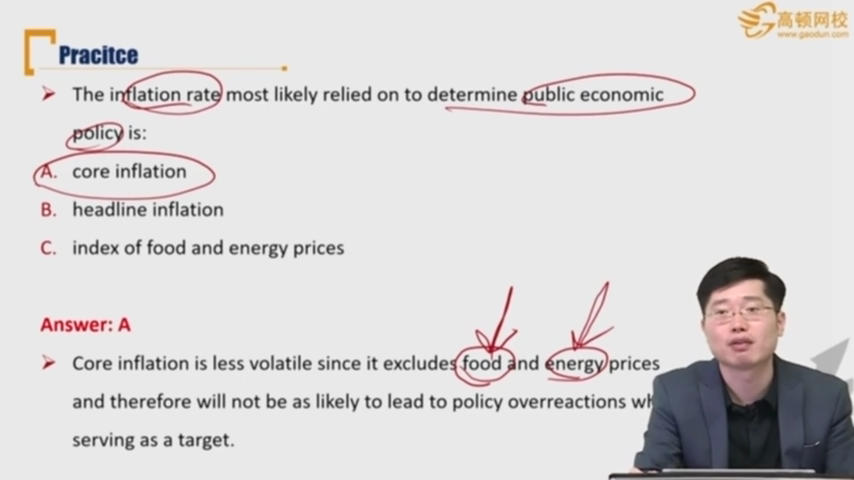 高顿网校
www.gaodun.com
Pracitce
The inflation rate most likely relied on to determine public economic
policy is:
A. core inflation
B. headline inflation
C. index of food and energy prices
Answer: A
Core inflation is less volatile since it excludes food and energy prices
and therefore will not be as likely to lead to policy overreactions
serving as a target.